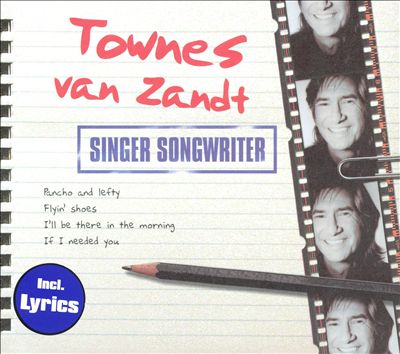 Townes
van Zandt
SINGER SONGWRITER
Pancho and lefty
Flyin' shoes
I'll be there in the morning
If I needed you
Incl.
Lyrics